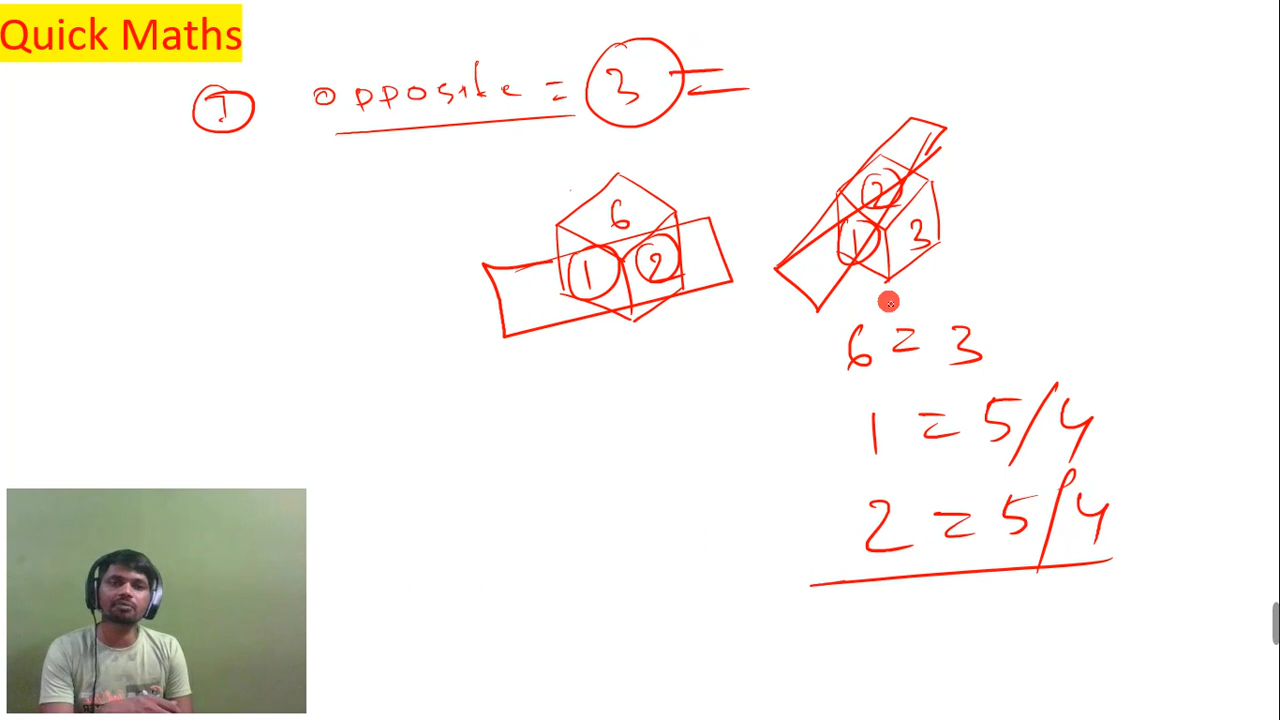 Quick Maths
① opposite = 3 =
6
1 2
2
1 3
6 = 3
1 = 5/4
2 = 5/4